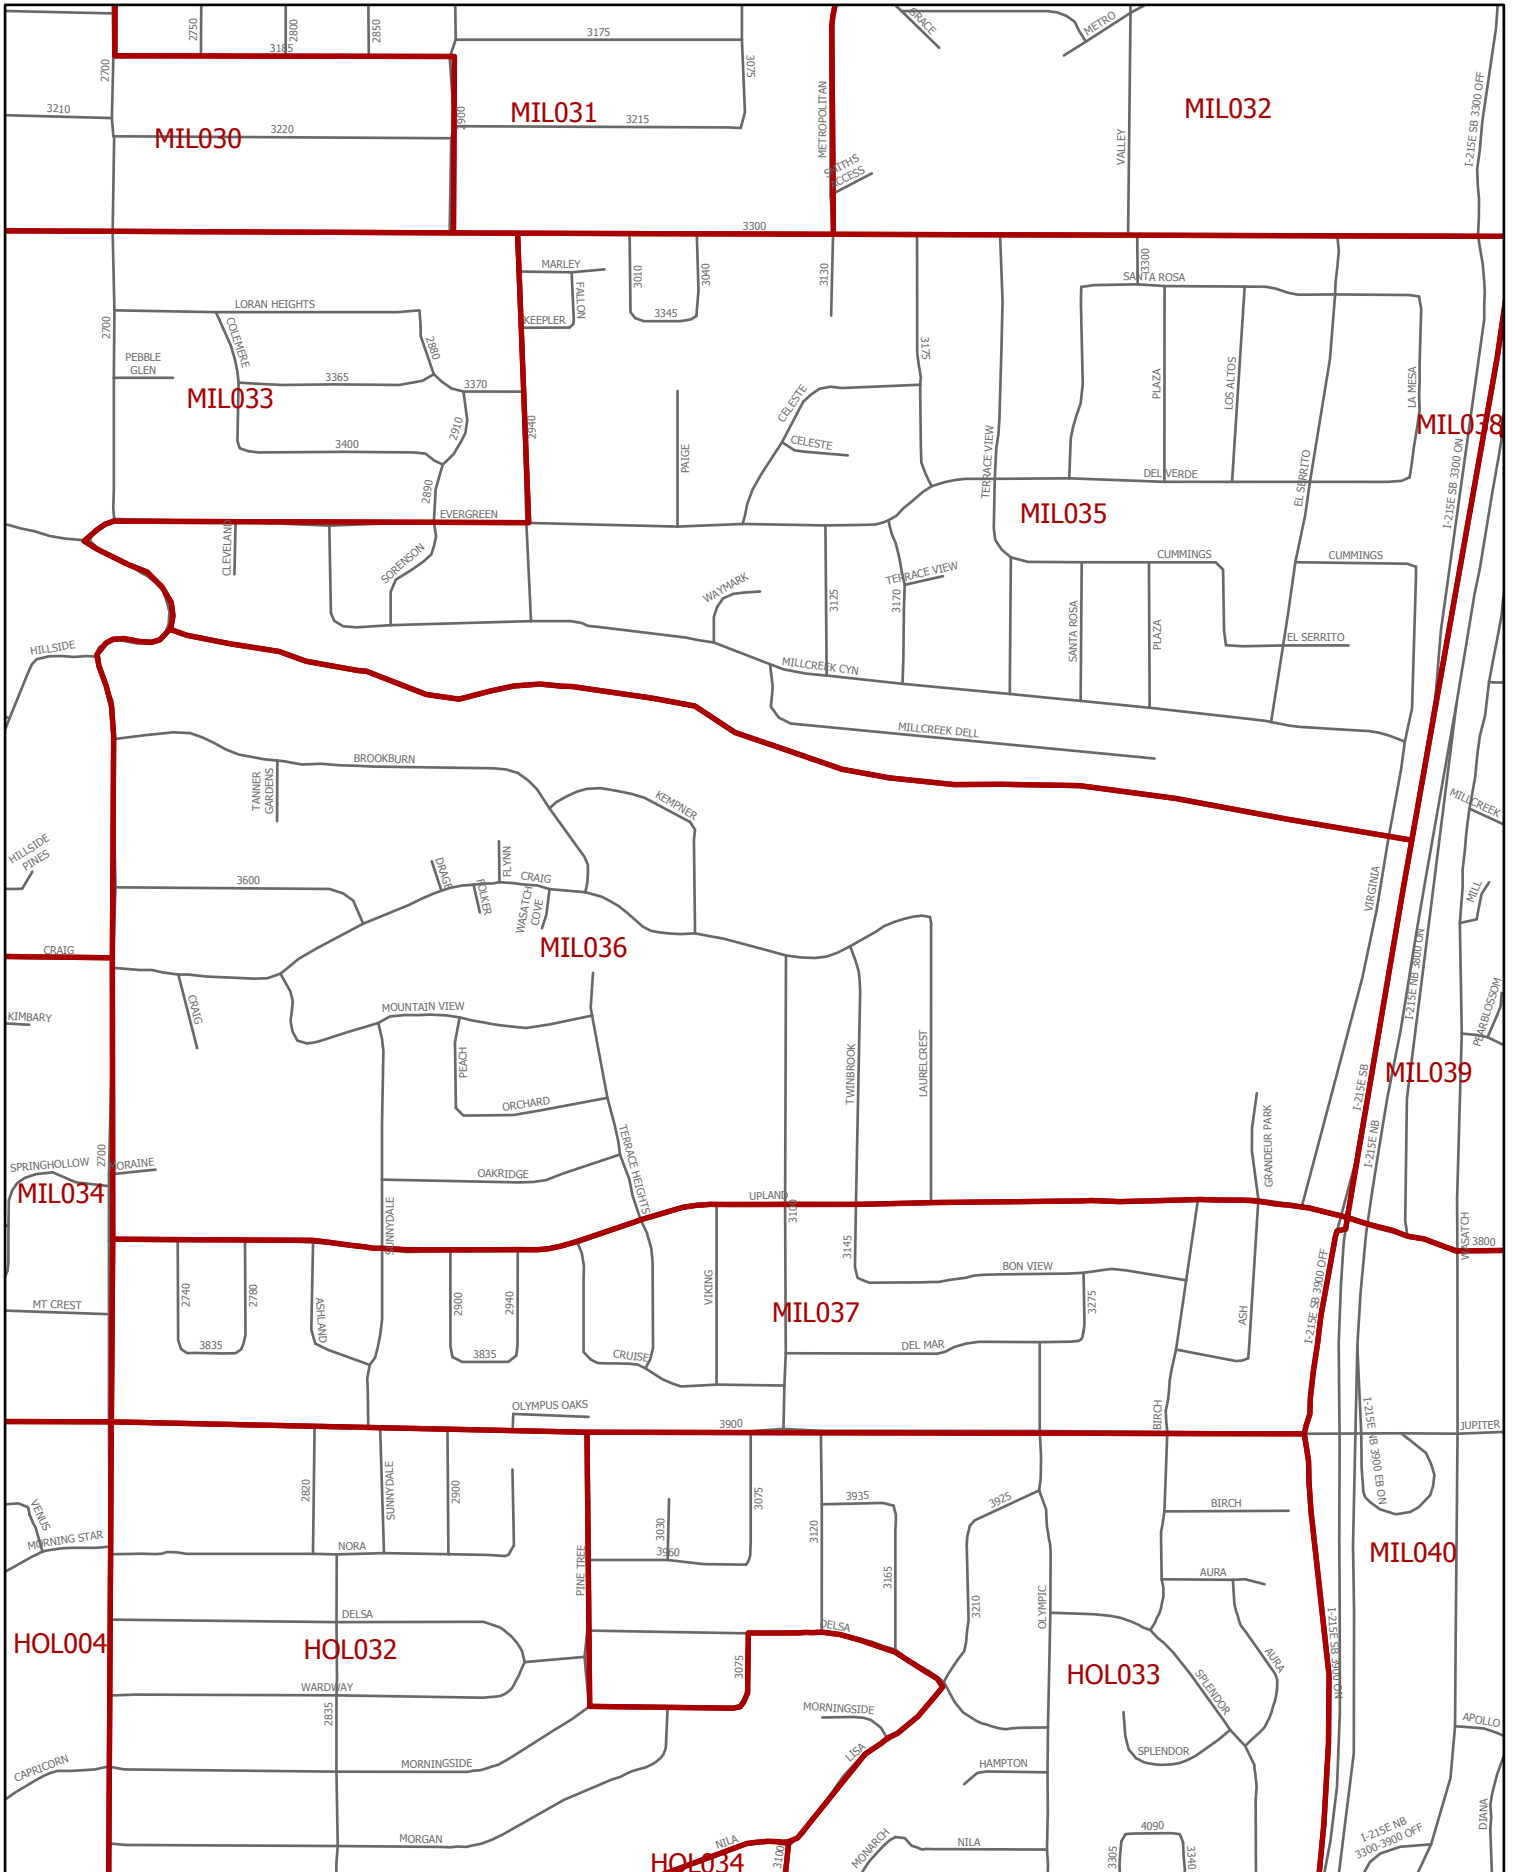 GRACE
METRO
2750
2800
2850
3175
3185
2700
3075
3210
3220
2900
3215
MIL030
MIL031
METROPOLITAN
MIL032
VALLEY
I-215E SB 3300 OFF
SMITHS
ACCESS
3300
MARLEY
FALLON
KEEPLER
3010
3040
3345
3130
3300
SANTA ROSA
LORAN HEIGHTS
COLEMERE
2700
PEBBLE
GLEN
2880
3365
3370
MIL033
2910
3400
2940
2890
EVERGREEN
PAIGE
CELESTE
CELESTE
3175
TERRACE VIEW
PLAZA
LOS ALTOS
LA MESA
MIL038
DEL VERDE
EL SERRITO
I-215E SB 3300 ON
MIL035
CLEVELAND
SORENSON
WAYMARK
3125
TERRACE VIEW
3170
CUMMINGS
CUMMINGS
SANTA ROSA
PLAZA
EL SERRITO
HILLSIDE
MILLCREEK CYN
MILLCREEK DELL
BROOKBURN
TANNER
GARDENS
KEMPNER
MILLCREEK
HILLSIDE
PINES
3600
DRAGE
FOLKER
FLYNN
CRAIG
WASATCH
COVE
VIRGINIA
MILL
MIL036
CRAIG
CRAIG
KIMBARY
MOUNTAIN VIEW
PEACH
ORCHARD
TWINBROOK
LAURELCREST
I-215E NB 3800 ON
PEARBLOSSOM
I-215E SB
MIL039
I-215E NB
GRANDEUR PARK
2700
SPRINGHOLLOW
LORAINE
MIL034
OAKRIDGE
TERRACE HEIGHTS
SUNNYDALE
UPLAND
3100
3145
WASATCH
3800
BON VIEW
I-215E SB 3900 OFF
MT CREST
2740
2780
ASHLAND
2900
2940
3835
3835
CRUISE
VIKING
MIL037
3275
DEL MAR
ASH
OLYMPUS OAKS
3900
BIRCH
I-215E NB 3900 EB ON
JUPITER
2820
SUNNYDALE
2900
3075
3935
3925
BIRCH
VENUS
MORNING STAR
NORA
PINE TREE
3030
3960
3120
3165
3210
OLYMPIC
AURA
MIL040
DELSA
DELSA
HOL004
HOL032
HOL033
AURA
I-215E SB 3900 ON
WARDWAY
2835
3075
MORNINGSIDE
SPLENDOR
SPLENDOR
APOLLO
CAPRICORN
MORNINGSIDE
LISA
HAMPTON
MORGAN
NILA
HOL034
3100
MONARCH
NILA
4090
3305
3340
I-215E NB
3300-3900 OFF
DIANA